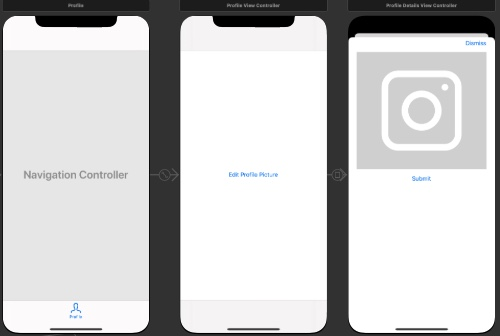 Profile
Navigation Controller
Profile
Profile View Controller
Edit Profile Picture
Profile Details View Controller
Dismiss
Submit